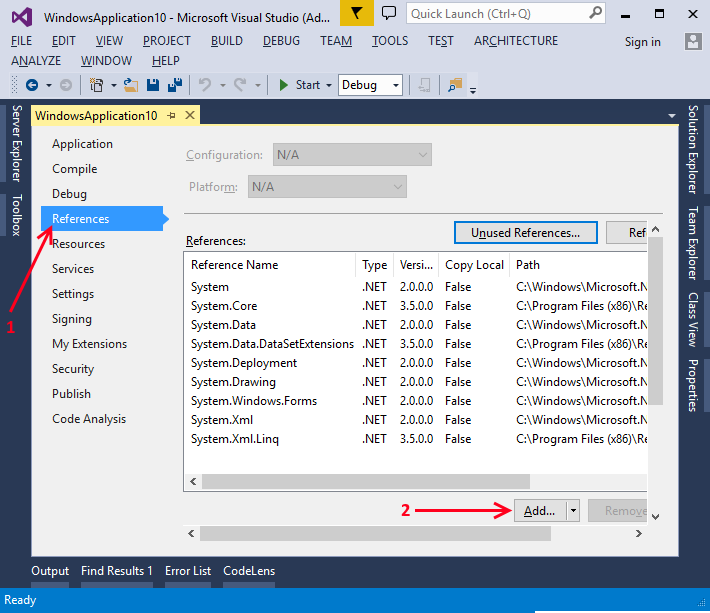 WindowsApplication10 - Microsoft Visual Studio (Ad...
Quick Launch (Ctrl+Q)
FILE EDIT VIEW PROJECT BUILD DEBUG TEAM TOOLS TEST ARCHITECTURE
Sign in
ANALYZE WINDOW HELP
Start Debug
WindowsApplication10
Server Explorer
Toolbox
Application
Compile
Debug
References
Resources
Services
Settings
Signing
My Extensions
Security
Publish
Code Analysis
1
Configuration: N/A
Platform: N/A
Unused References... Ref
References:
Reference Name Type Versi... Copy Local Path
System .NET 2.0.0.0 False C:\Windows\Microsoft.N
System.Core .NET 3.5.0.0 False C:\Program Files (x86)\Re
System.Data .NET 2.0.0.0 False C:\Windows\Microsoft.N
System.Data.DataSetExtensions .NET 3.5.0.0 False C:\Program Files (x86)\Re
System.Deployment .NET 2.0.0.0 False C:\Windows\Microsoft.N
System.Drawing .NET 2.0.0.0 False C:\Windows\Microsoft.N
System.Windows.Forms .NET 2.0.0.0 False C:\Windows\Microsoft.N
System.Xml .NET 2.0.0.0 False C:\Windows\Microsoft.N
System.Xml.Linq .NET 3.5.0.0 False C:\Program Files (x86)\Re
2 Add... Remove
Solution Explorer
Team Explorer
Class View
Properties
Output Find Results 1 Error List CodeLens
Ready